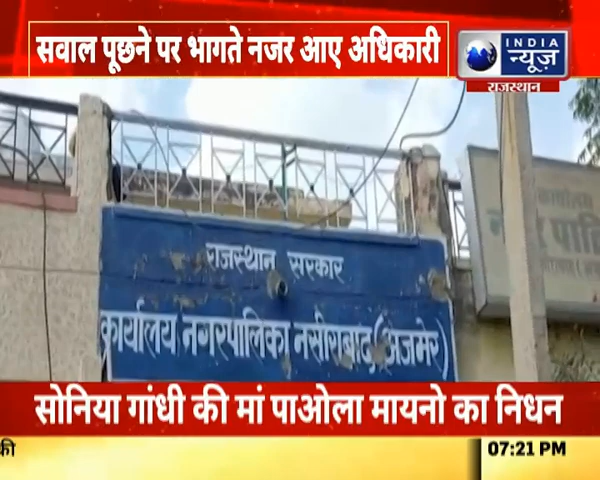 सवाल पूछने पर भागते नजर आए अधिकारी
INDIA
न्यूज़
राजस्थान
राजस्थान सरकार
कार्यालय नगरपालिका नसीराबाद (अजमेर)
सोनिया गांधी की मां पाओला मायनो का निधन
की
07:21 PM